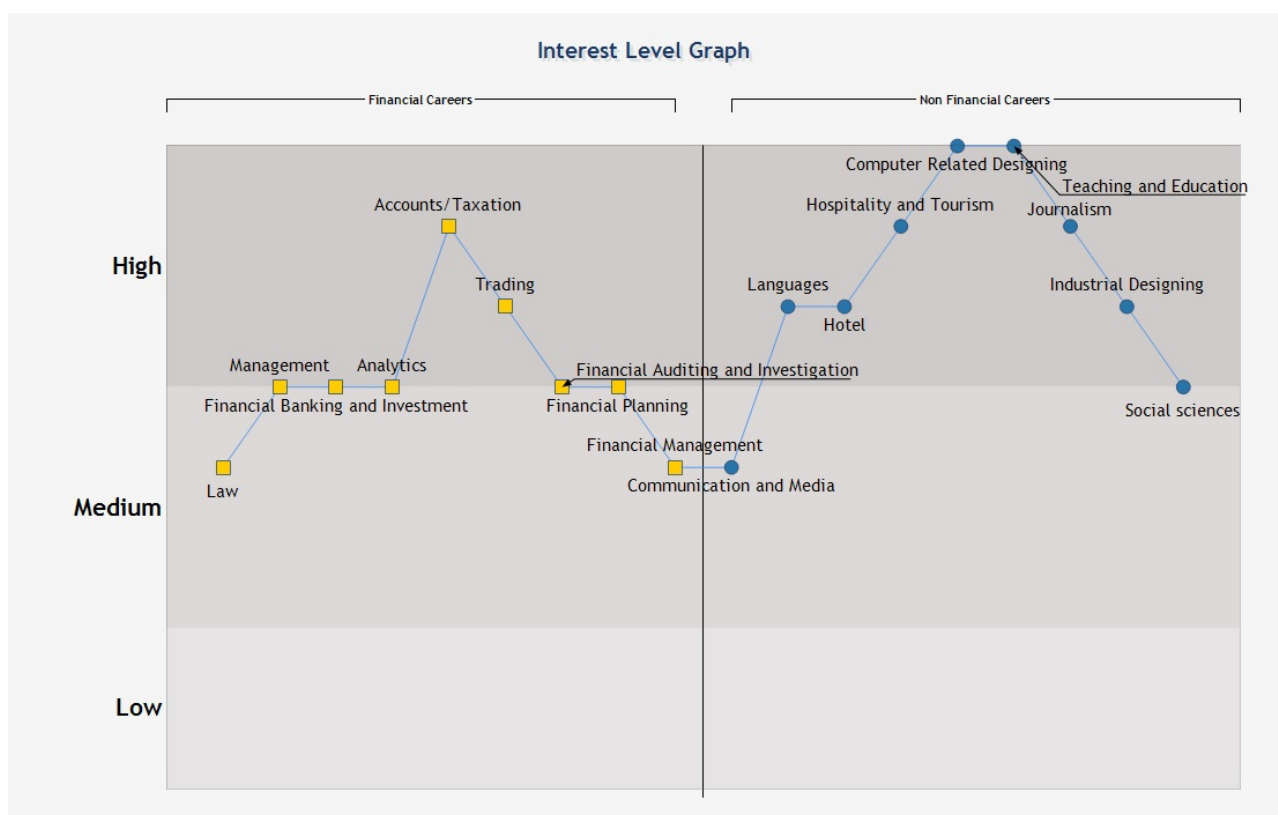 Interest Level Graph
Financial Careers
Non Financial Careers
Computer Related Designing
Teaching and Education
Accounts/Taxation
Hospitality and Tourism
Journalism
High
Trading
Languages
Industrial Designing
Hotel
Management
Analytics
Financial Auditing and Investigation
Financial Banking and Investment
Financial Planning
Social sciences
Financial Management
Law
Communication and Media
Medium
Low